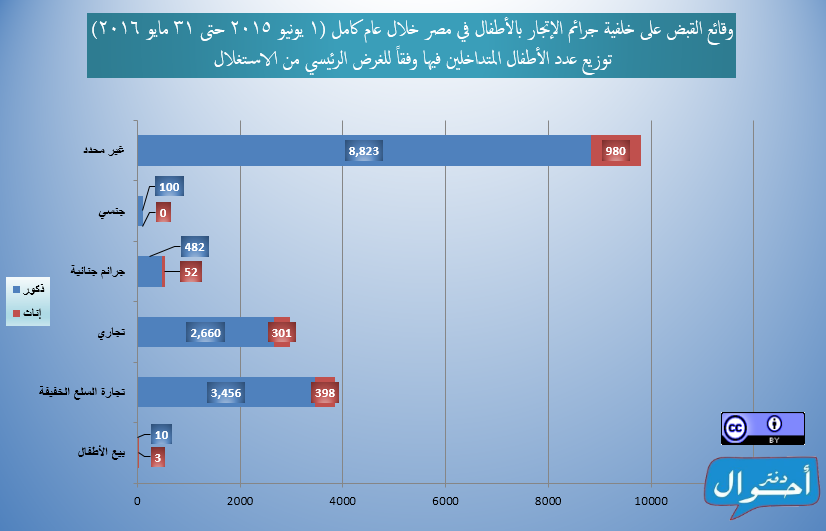 وقائع القبض على خلفية جرائم الإتجار بالأطفال في مصر خلال عام كامل (١ يونيو ٢٠١٥ حتى ٣١ مايو ٢٠١٦)
توزيع عدد الأطفال المتداخلين فيها وفقاً للغرض الرئيسي من الاستغلال
غير محدد
8,823
980
جنسي
100
0
جرائم جنائية
482
52
تجاري
2,660
301
تجارة السلع الخفيفة
3,456
398
بيع الأطفال
10
3
0 2000 4000 6000 8000 10000
ذكور
إناث
cc BY
دفتر
أحوال